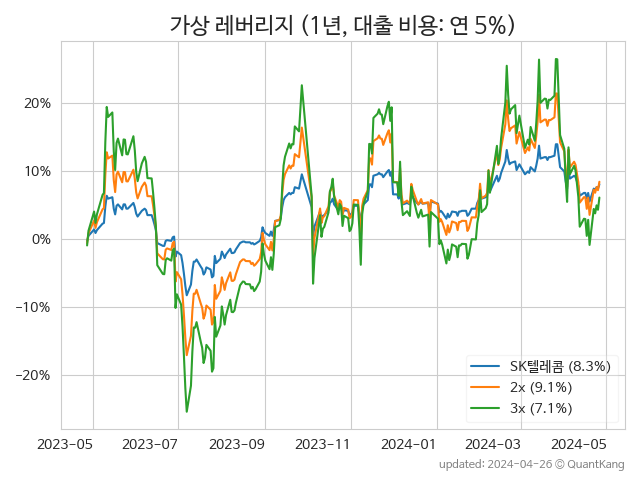 가상 레버리지 (1년, 대출 비용: 연 5%)
20%
10%
0%
−10%
−20%
SK텔레콤 (8.3%)
2x (9.1%)
3x (7.1%)
2023-05 2023-07 2023-09 2023-11 2024-01 2024-03 2024-05
updated: 2024-04-26 © QuantKang